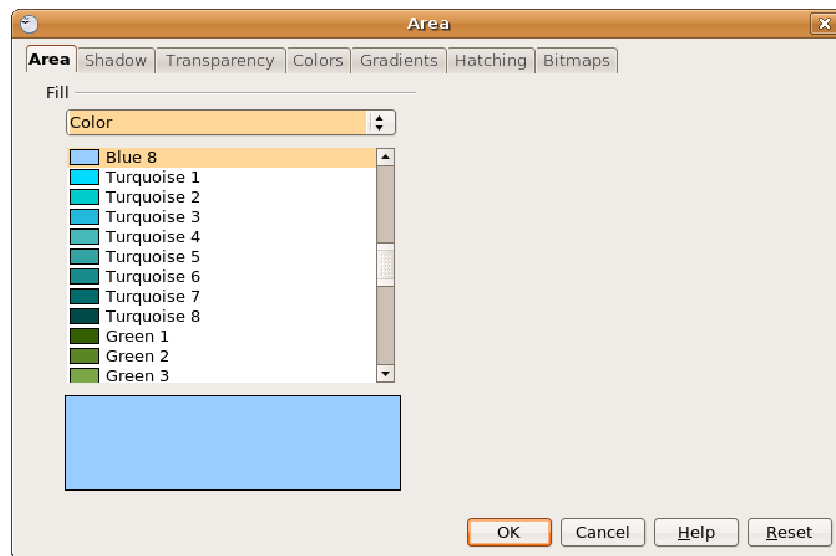 Area
Area Shadow Transparency Colors Gradients Hatching Bitmaps
Fill
Color
Blue 8
Turquoise 1
Turquoise 2
Turquoise 3
Turquoise 4
Turquoise 5
Turquoise 6
Turquoise 7
Turquoise 8
Green 1
Green 2
Green 3
OK Cancel Help Reset